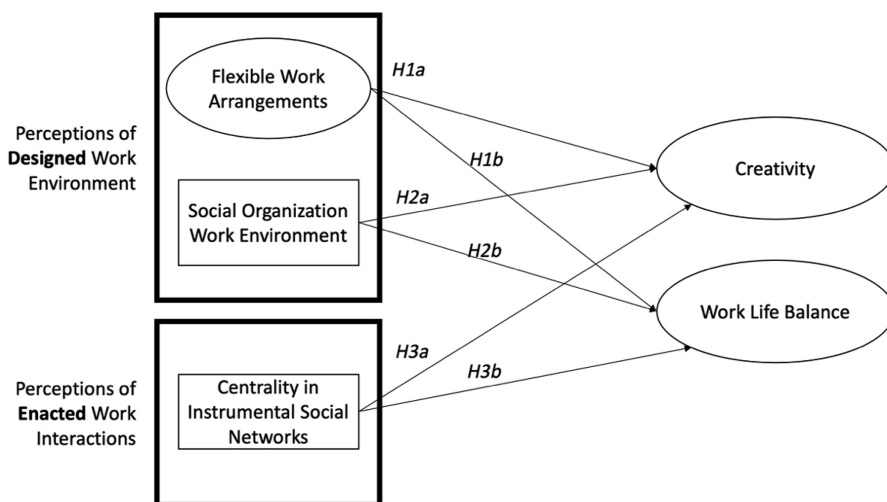 Flexible Work
Arrangements
H1a
Perceptions of
Designed Work
Environment
H1b
Creativity
Social Organization
Work Environment
H2a
H2b
Work Life Balance
H3a
Perceptions of
Enacted Work
Interactions
Centrality in
Instrumental Social
Networks
H3b